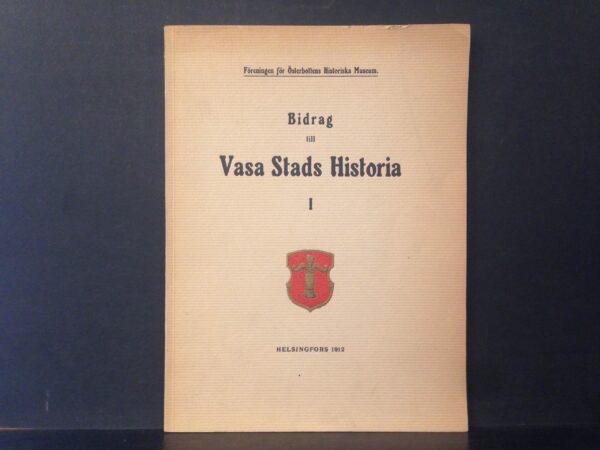 Föreningen för Österbottens Historiska Museum.
Bidrag
till
Vasa Stads Historia
I
HELSINGFORS 1912